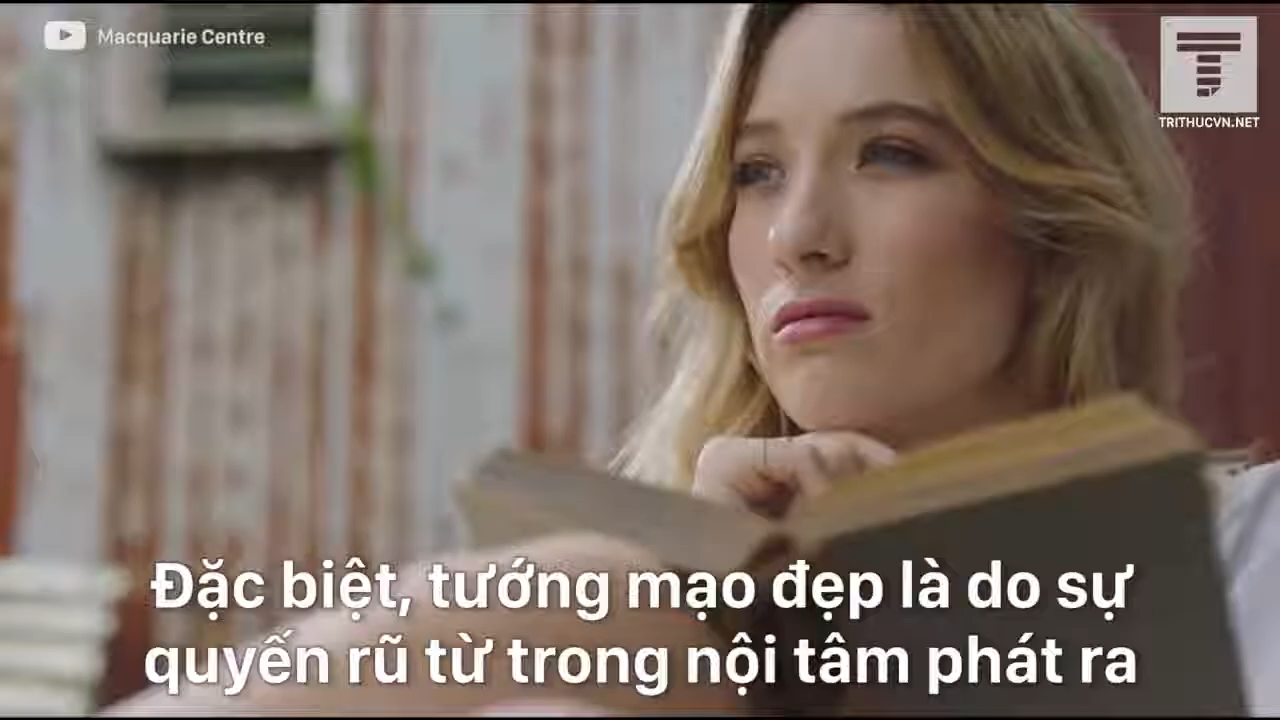 Macquarie Centre
TRITHUCVN.NET
Đặc biệt, tướng mạo đẹp là do sự
quyến rũ từ trong nội tâm phát ra